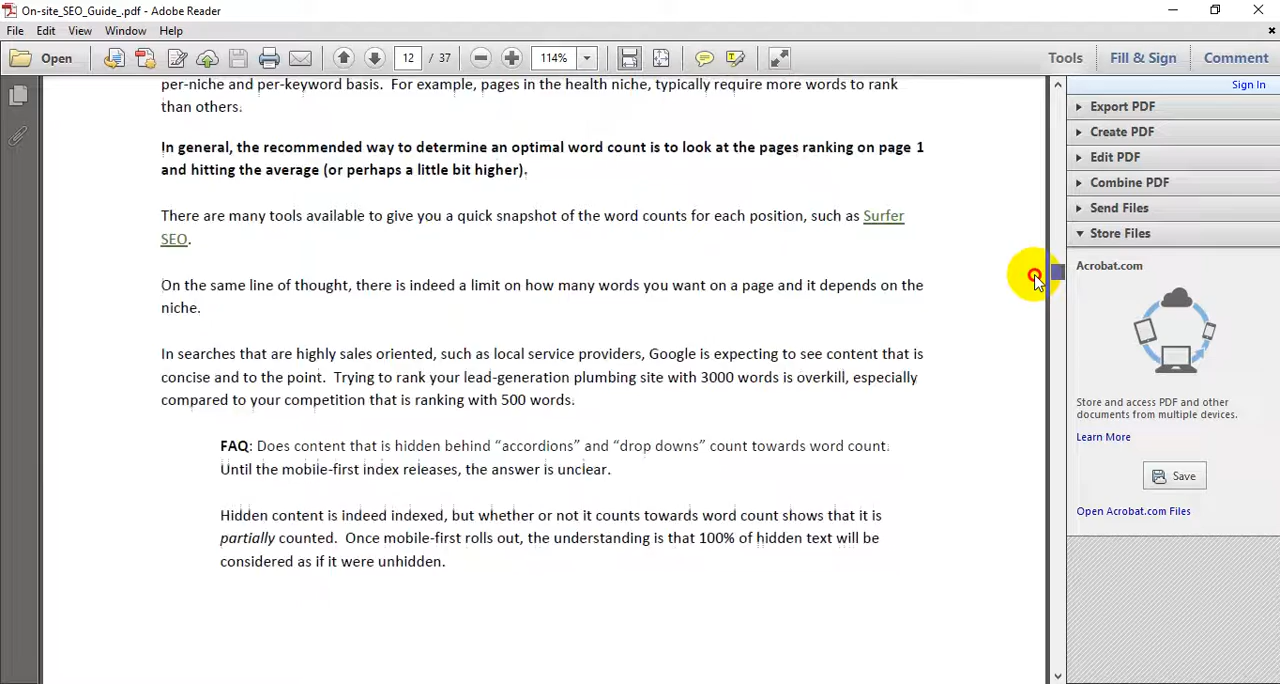 On-site_SEO_Guide_.pdf - Adobe Reader
File Edit View Window Help
Open 12 / 37 114% Tools Fill & Sign Comment
Sign In
per-niche and per-keyword basis.  For example, pages in the health niche, typically require more words to rank
than others.
In general, the recommended way to determine an optimal word count is to look at the pages ranking on page 1
and hitting the average (or perhaps a little bit higher).
There are many tools available to give you a quick snapshot of the word counts for each position, such as Surfer
SEO.
On the same line of thought, there is indeed a limit on how many words you want on a page and it depends on the
niche.
In searches that are highly sales oriented, such as local service providers, Google is expecting to see content that is
concise and to the point.  Trying to rank your lead-generation plumbing site with 3000 words is overkill, especially
compared to your competition that is ranking with 500 words.
FAQ: Does content that is hidden behind “accordions” and “drop downs” count towards word count.
Until the mobile-first index releases, the answer is unclear.
Hidden content is indeed indexed, but whether or not it counts towards word count shows that it is
partially counted.  Once mobile-first rolls out, the understanding is that 100% of hidden text will be
considered as if it were unhidden.
Export PDF
Create PDF
Edit PDF
Combine PDF
Send Files
Store Files
Acrobat.com
Store and access PDF and other
documents from multiple devices.
Learn More
Save
Open Acrobat.com Files